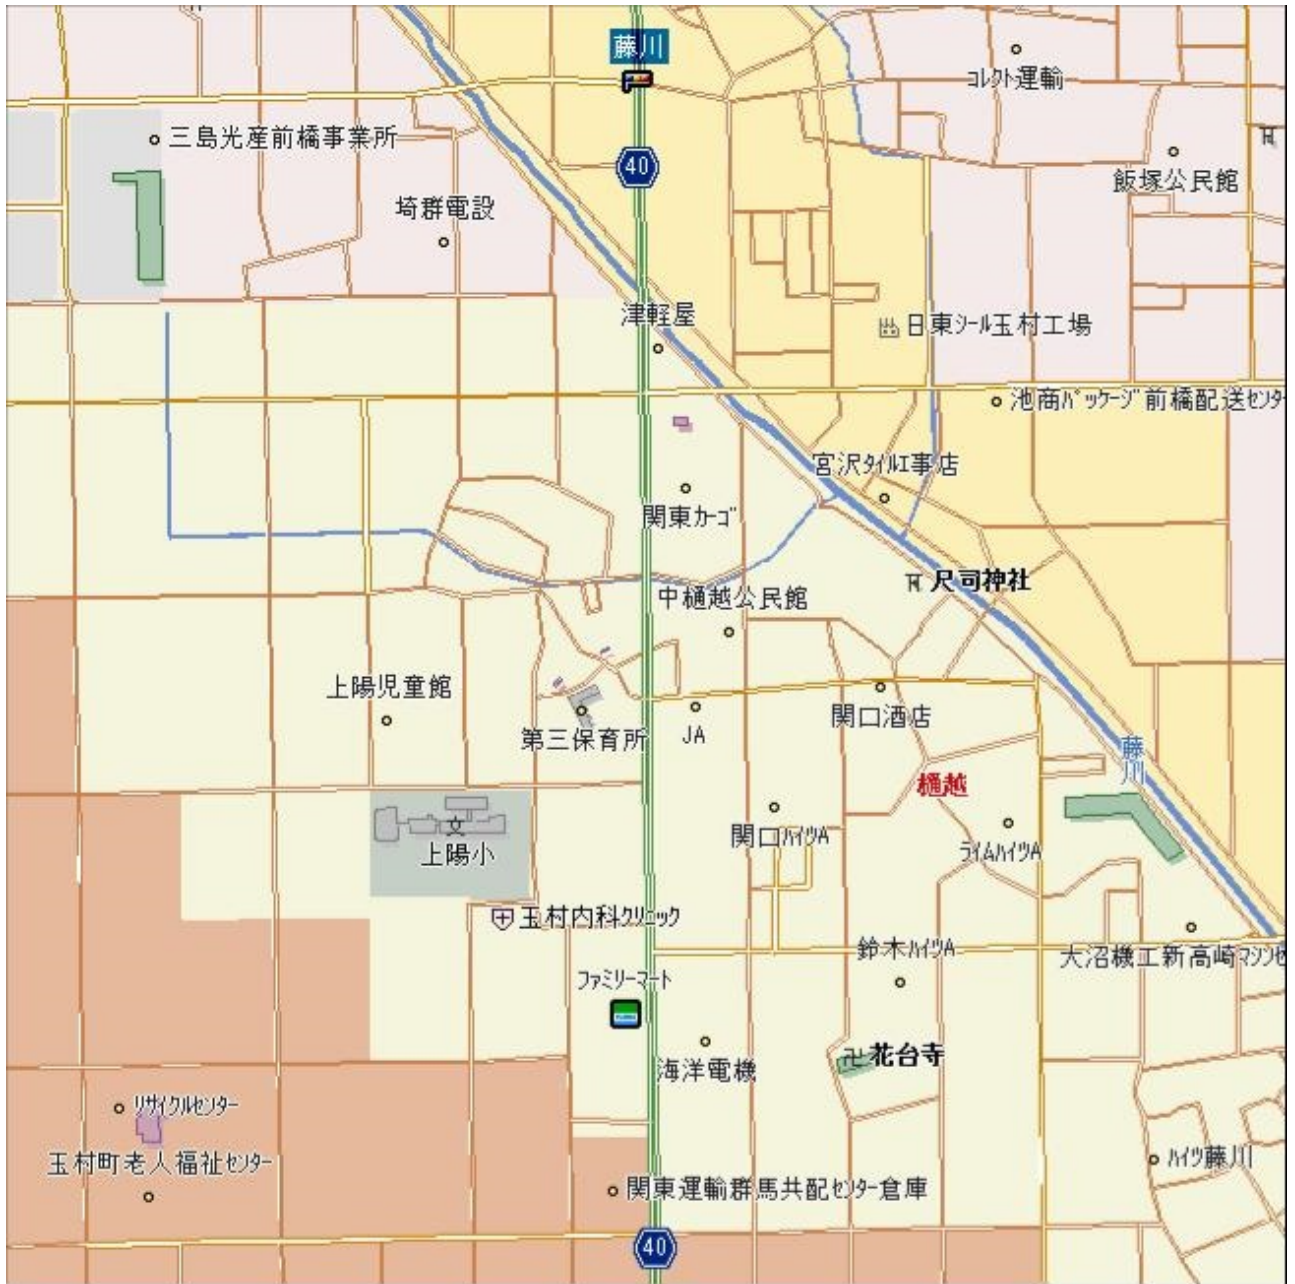 藤川
コレクト運輸
三島光産前橋事業所
40
飯塚公民館
埼群電設
津軽屋
日東シール玉村工場
池商パッケージ前橋配送センター
宮沢タイル工事店
関東カーゴ
尺司神社
中樋越公民館
上陽児童館
関口酒店
第三保育所
JA
藤川
樋越
関口ハイツA
ライムハイツA
文
上陽小
玉村内科クリニック
鈴木ハイツA
大沼機工新高崎マシンセ
ファミリーマート
花台寺
海洋電機
リサイクルセンター
玉村町老人福祉センター
ハイツ藤川
関東運輸群馬共配センター倉庫
40